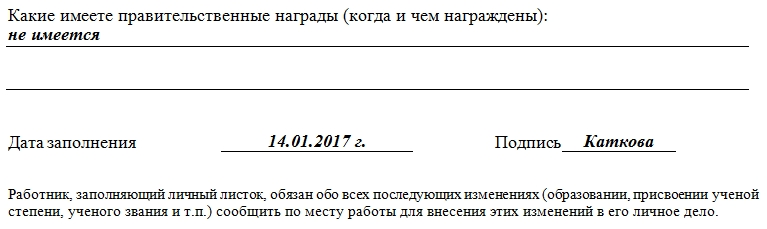 Какие имеете правительственные награды (когда и чем награждены):
не имеется
Дата заполнения 14.01.2017 г. Подпись Каткова
Работник, заполняющий личный листок, обязан обо всех последующих изменениях (образовании, присвоении ученой
степени, ученого звания и т.п.) сообщить по месту работы для внесения этих изменений в его личное дело.